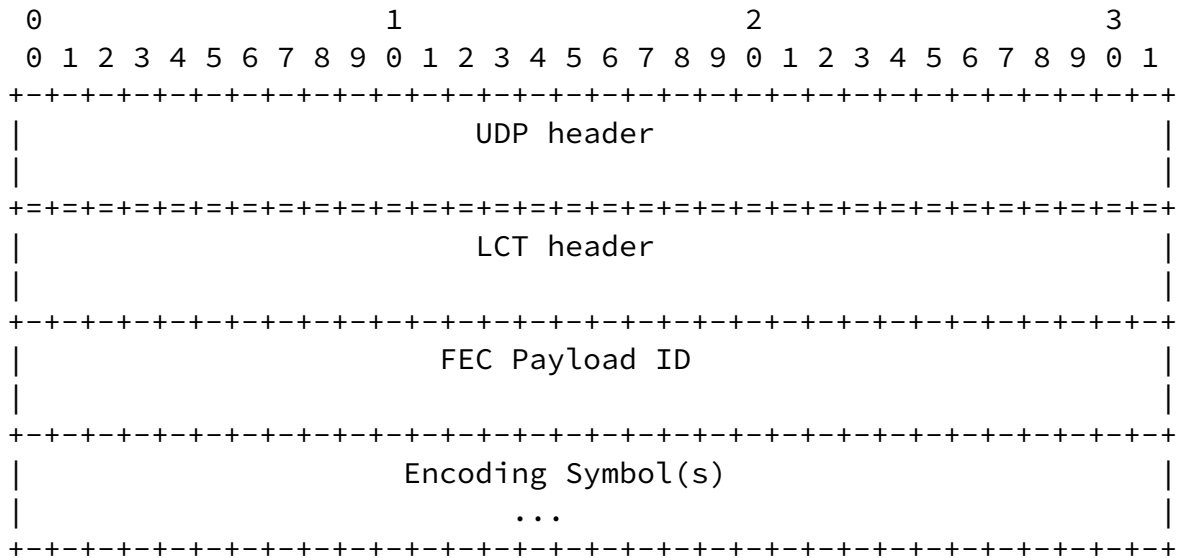 0                   1                   2                   3
0 1 2 3 4 5 6 7 8 9 0 1 2 3 4 5 6 7 8 9 0 1 2 3 4 5 6 7 8 9 0 1
+-+-+-+-+-+-+-+-+-+-+-+-+-+-+-+-+-+-+-+-+-+-+-+-+-+-+-+-+-+-+-+-+
|                         UDP header                            |
|                                                               |
+=+=+=+=+=+=+=+=+=+=+=+=+=+=+=+=+=+=+=+=+=+=+=+=+=+=+=+=+=+=+=+=+
|                         LCT header                            |
|                                                               |
+-+-+-+-+-+-+-+-+-+-+-+-+-+-+-+-+-+-+-+-+-+-+-+-+-+-+-+-+-+-+-+-+
|                       FEC Payload ID                          |
|                                                               |
+-+-+-+-+-+-+-+-+-+-+-+-+-+-+-+-+-+-+-+-+-+-+-+-+-+-+-+-+-+-+-+-+
|                     Encoding Symbol(s)                        |
|                           ...                                 |
+-+-+-+-+-+-+-+-+-+-+-+-+-+-+-+-+-+-+-+-+-+-+-+-+-+-+-+-+-+-+-+-+